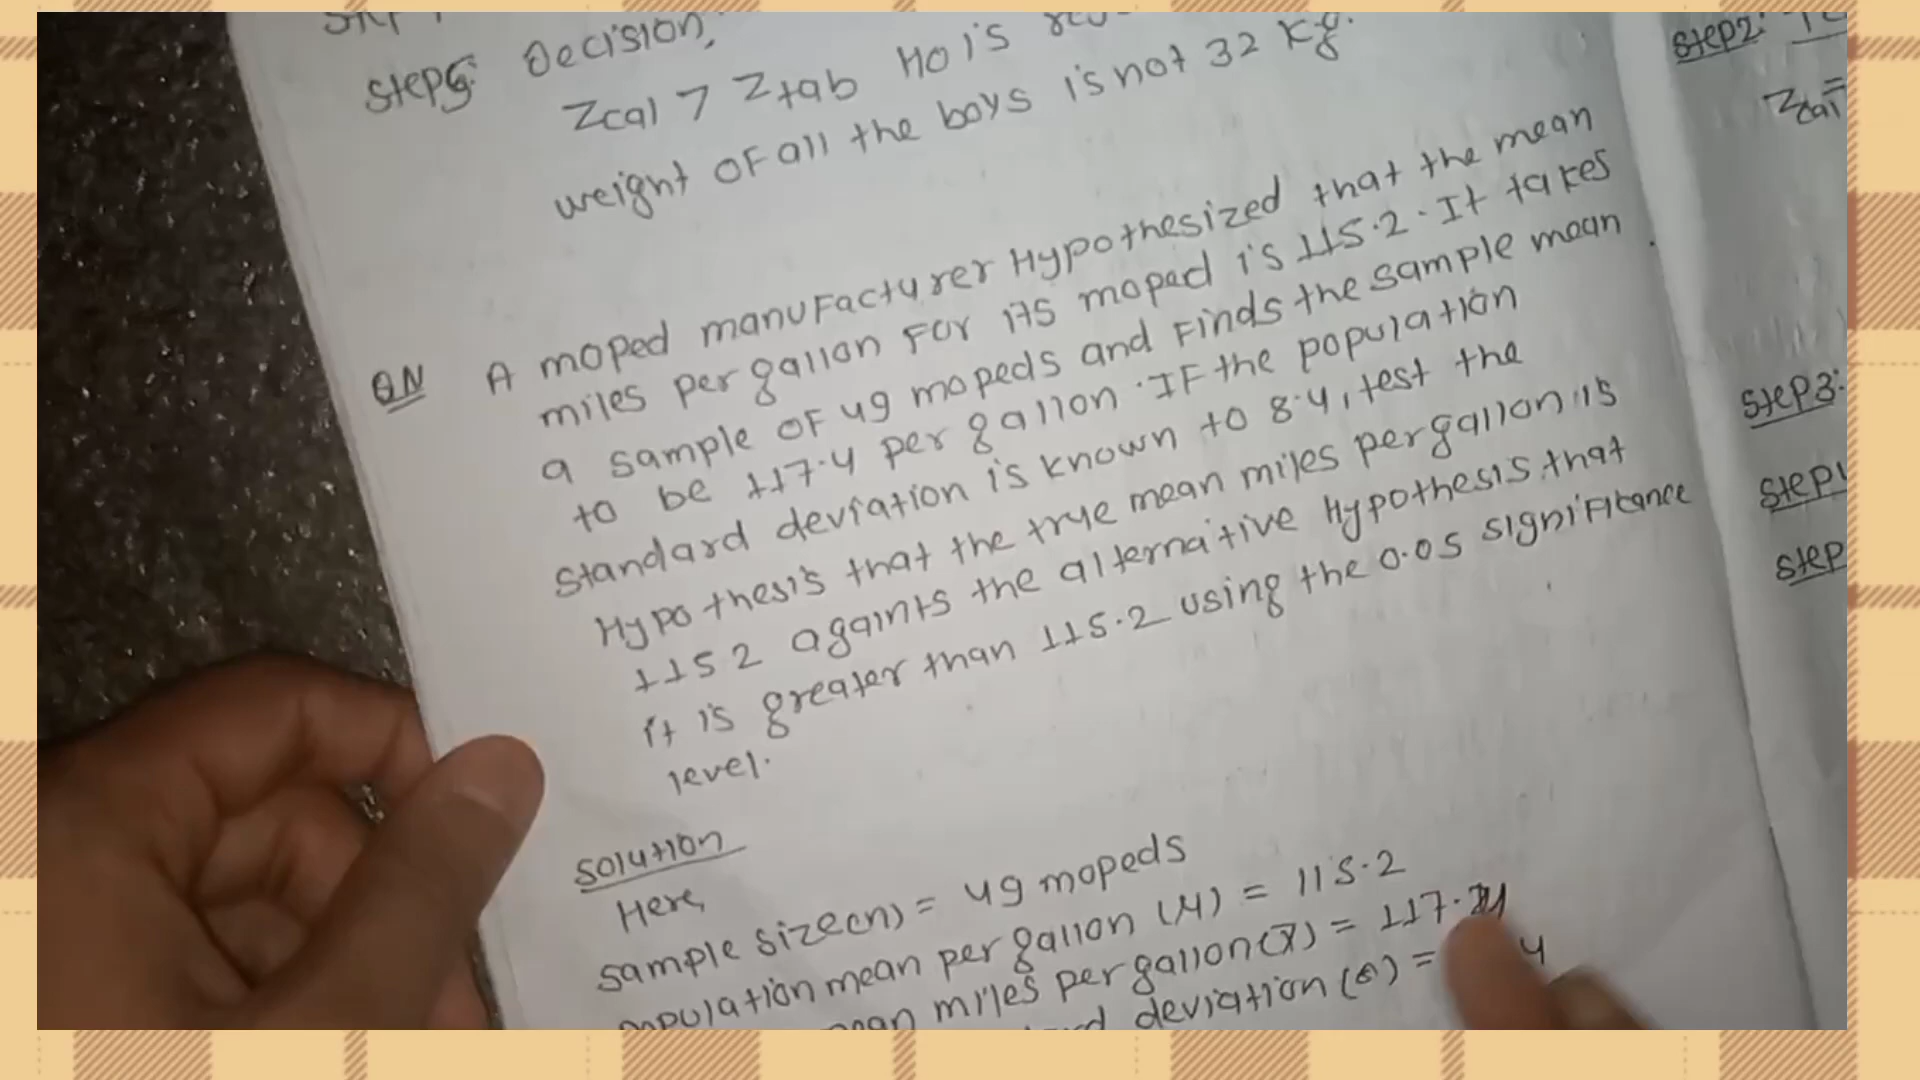 Step5: Decision,
Zcal > Ztab Ho is
weight of all the boys is not 32 kg.
QN A moped manufacturer Hypothesized that the mean
miles per gallon for its moped is 115.2. It takes
a sample of 49 mopeds and finds the sample mean
to be 117.4 per gallon. If the population
standard deviation is known to 8.4, test the
Hypothesis that the true mean miles per gallon is
115 2 againts the alternative Hypothesis that
it is greater than 115.2 using the 0.05 significance
level.
Solution
Here,
sample size(n) = 49 mopeds
population mean per gallon (μ) = 115.2
miles per gallon (x̄) = 117.
deviation (σ) = 4
Step2:
Zcal =
Step3:
Step
Step